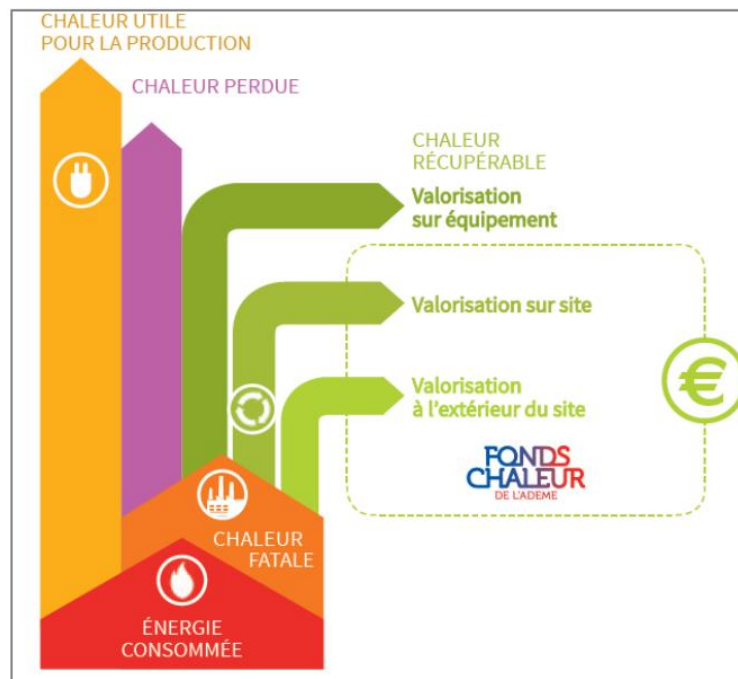 CHALEUR UTILE
POUR LA PRODUCTION
CHALEUR PERDUE
CHALEUR
RÉCUPÉRABLE
Valorisation
sur équipement
Valorisation sur site
Valorisation
à l'extérieur du site
€
FONDS
CHALEUR
DE L'ADEME
CHALEUR
FATALE
ÉNERGIE
CONSOMMÉE